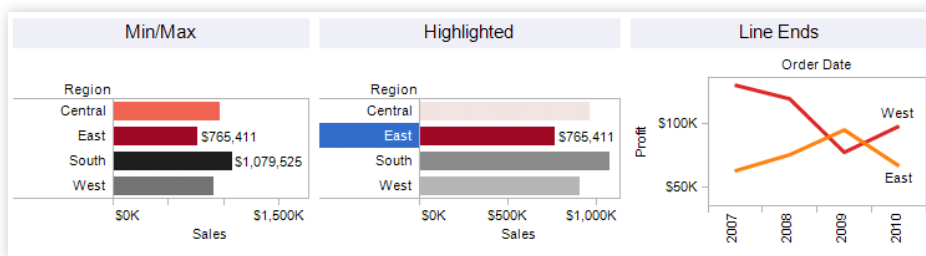 Min/Max
Region
Central
East $765,411
South $1,079,525
West
$0K $1,500K
Sales
Highlighted
Region
Central
East $765,411
South
West
$0K $500K $1,000K
Sales
Line Ends
Order Date
Profit
$100K
$50K
West
East
2007 2008 2009 2010